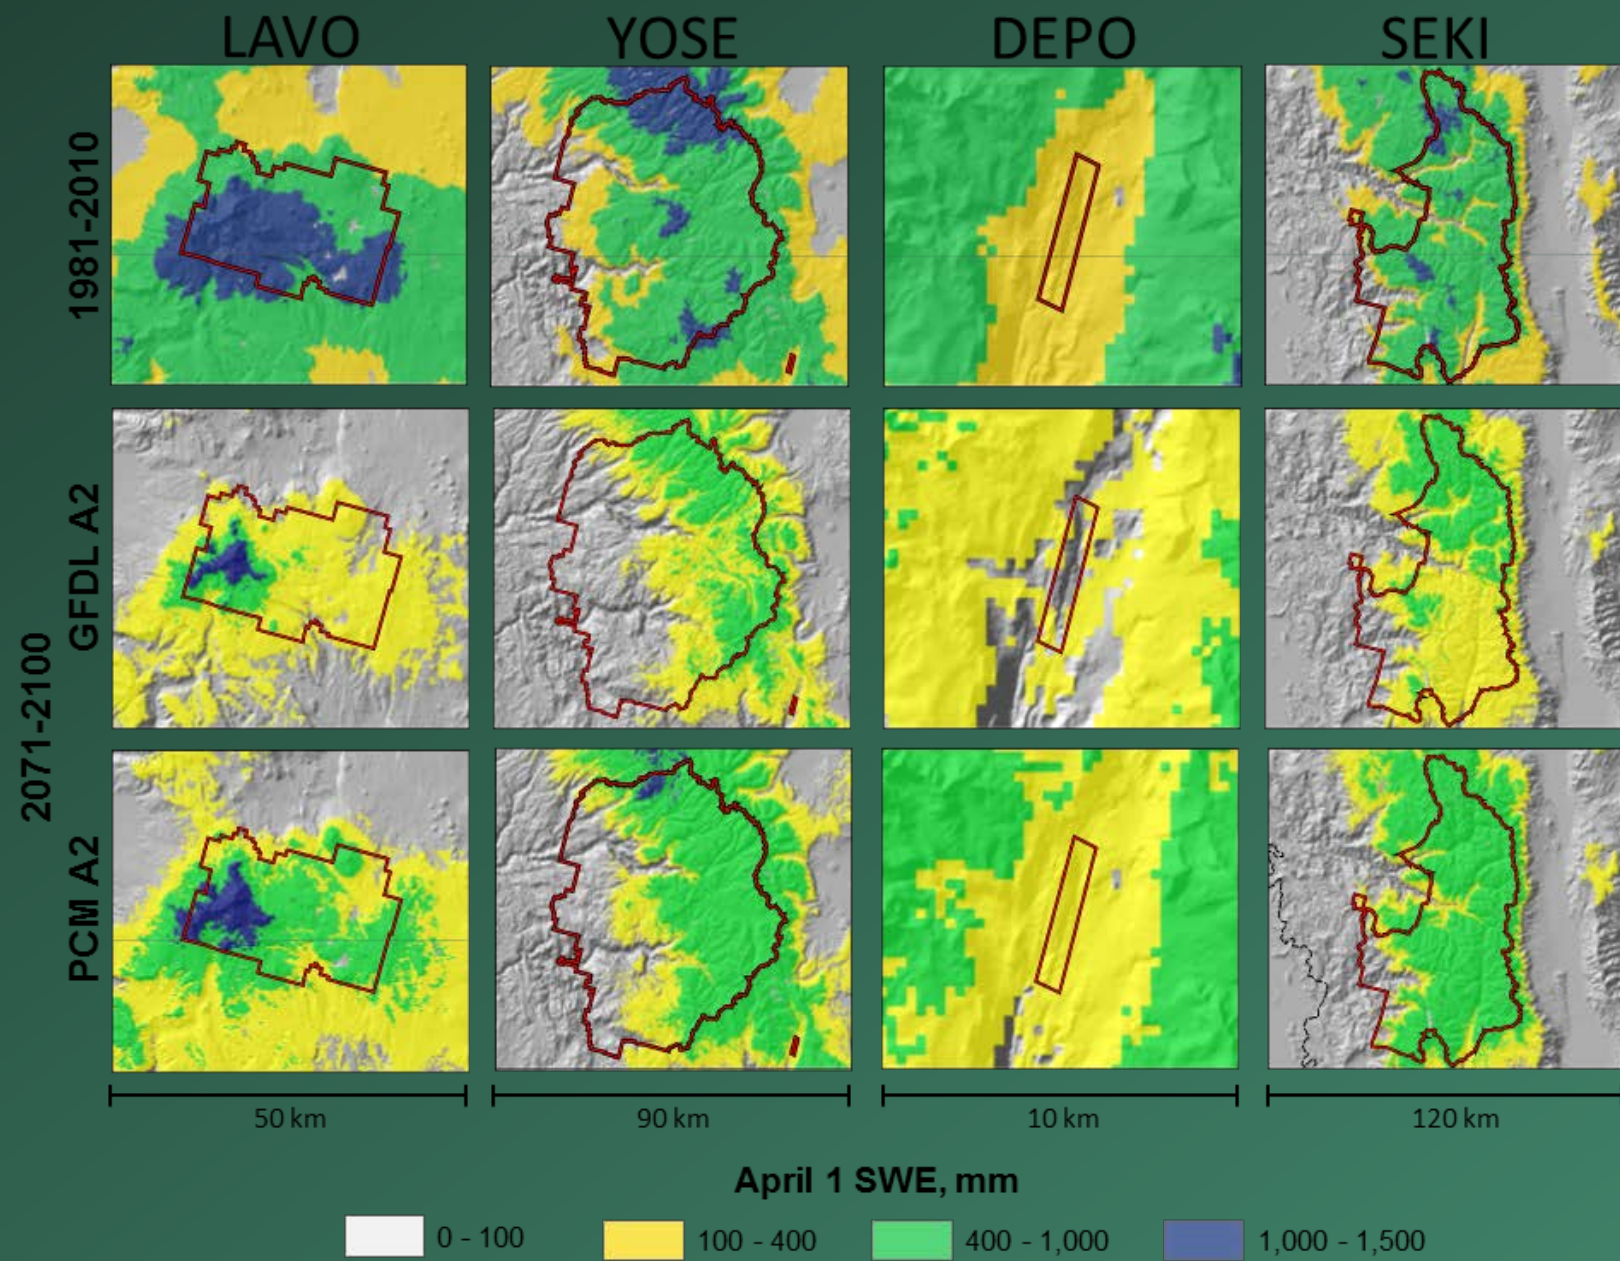 LAVO YOSE DEPO SEKI
1981-2010
2071-2100
GFDL A2
PCM A2
50 km 90 km 10 km 120 km
April 1 SWE, mm
0 - 100 100 - 400 400 - 1,000 1,000 - 1,500